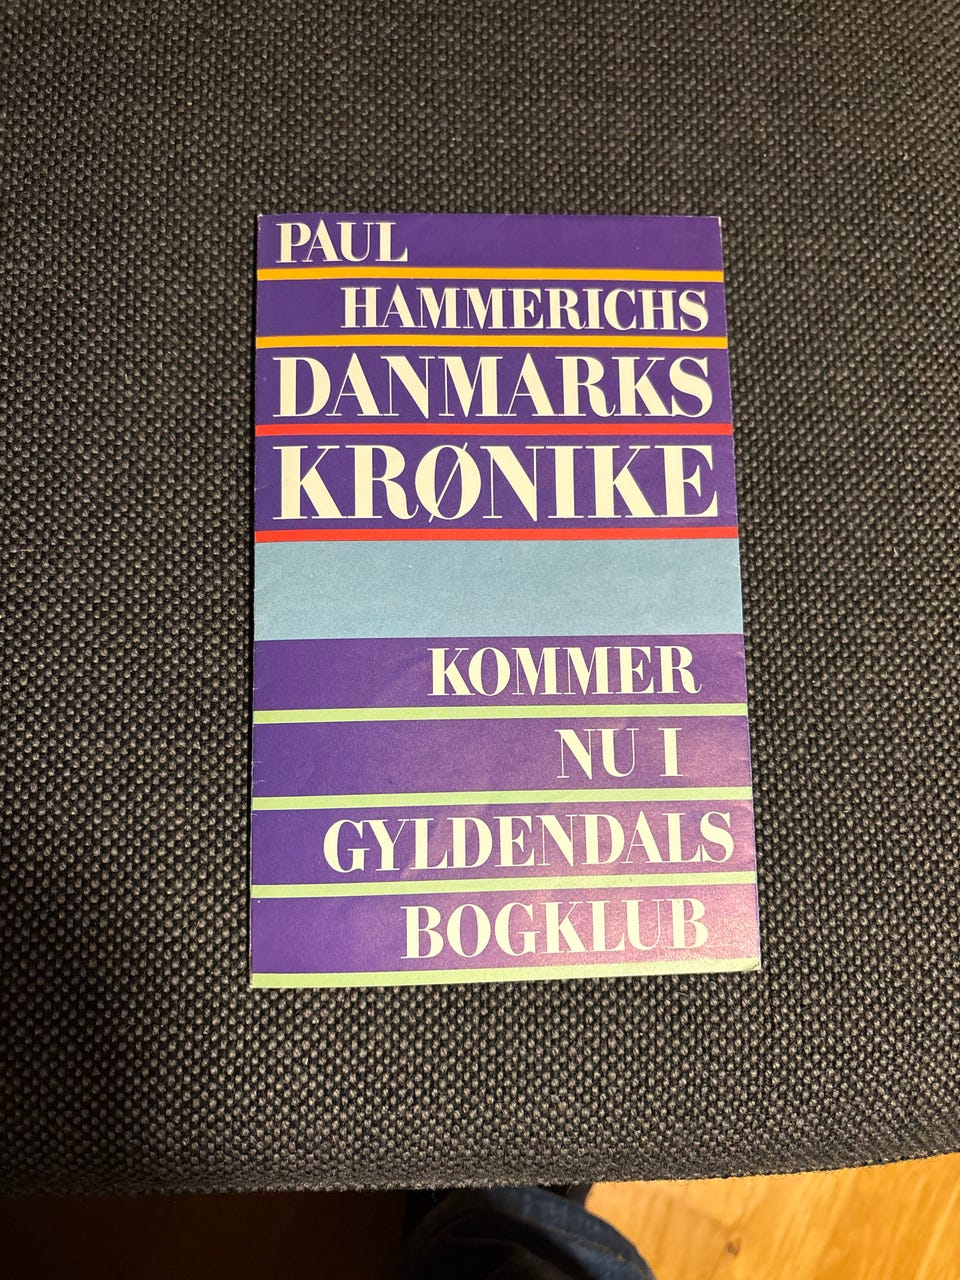 PAUL
HAMMERICHS
DANMARKS
KRØNIKE
KOMMER
NU I
GYLDENDALS
BOGKLUB